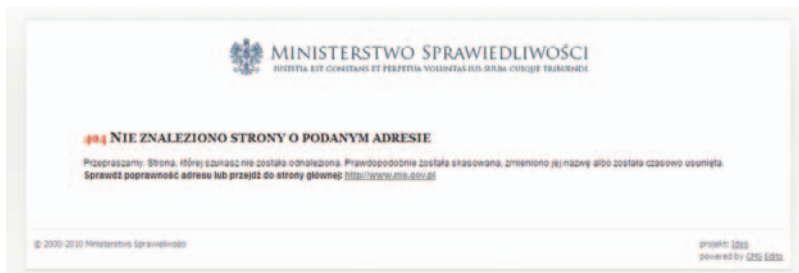 MINISTERSTWO SPRAWIEDLIWOŚCI
IUSTITIA EST CONSTANS ET PERPETUA VOLUNTAS IUS SUUM CUIQUE TRIBUENDI
404 NIE ZNALEZIONO STRONY O PODANYM ADRESIE
Przepraszamy. Strona, której szukasz nie została odnaleziona. Prawdopodobnie została skasowana, zmieniono jej nazwę albo została czasowo usunięta.
Sprawdź poprawność adresu lub przejdź do strony głównej: http://www.ms.gov.pl
© 2000-2010 Ministerstwo Sprawiedliwości
projekt: Ideo
powered by CMS Edito